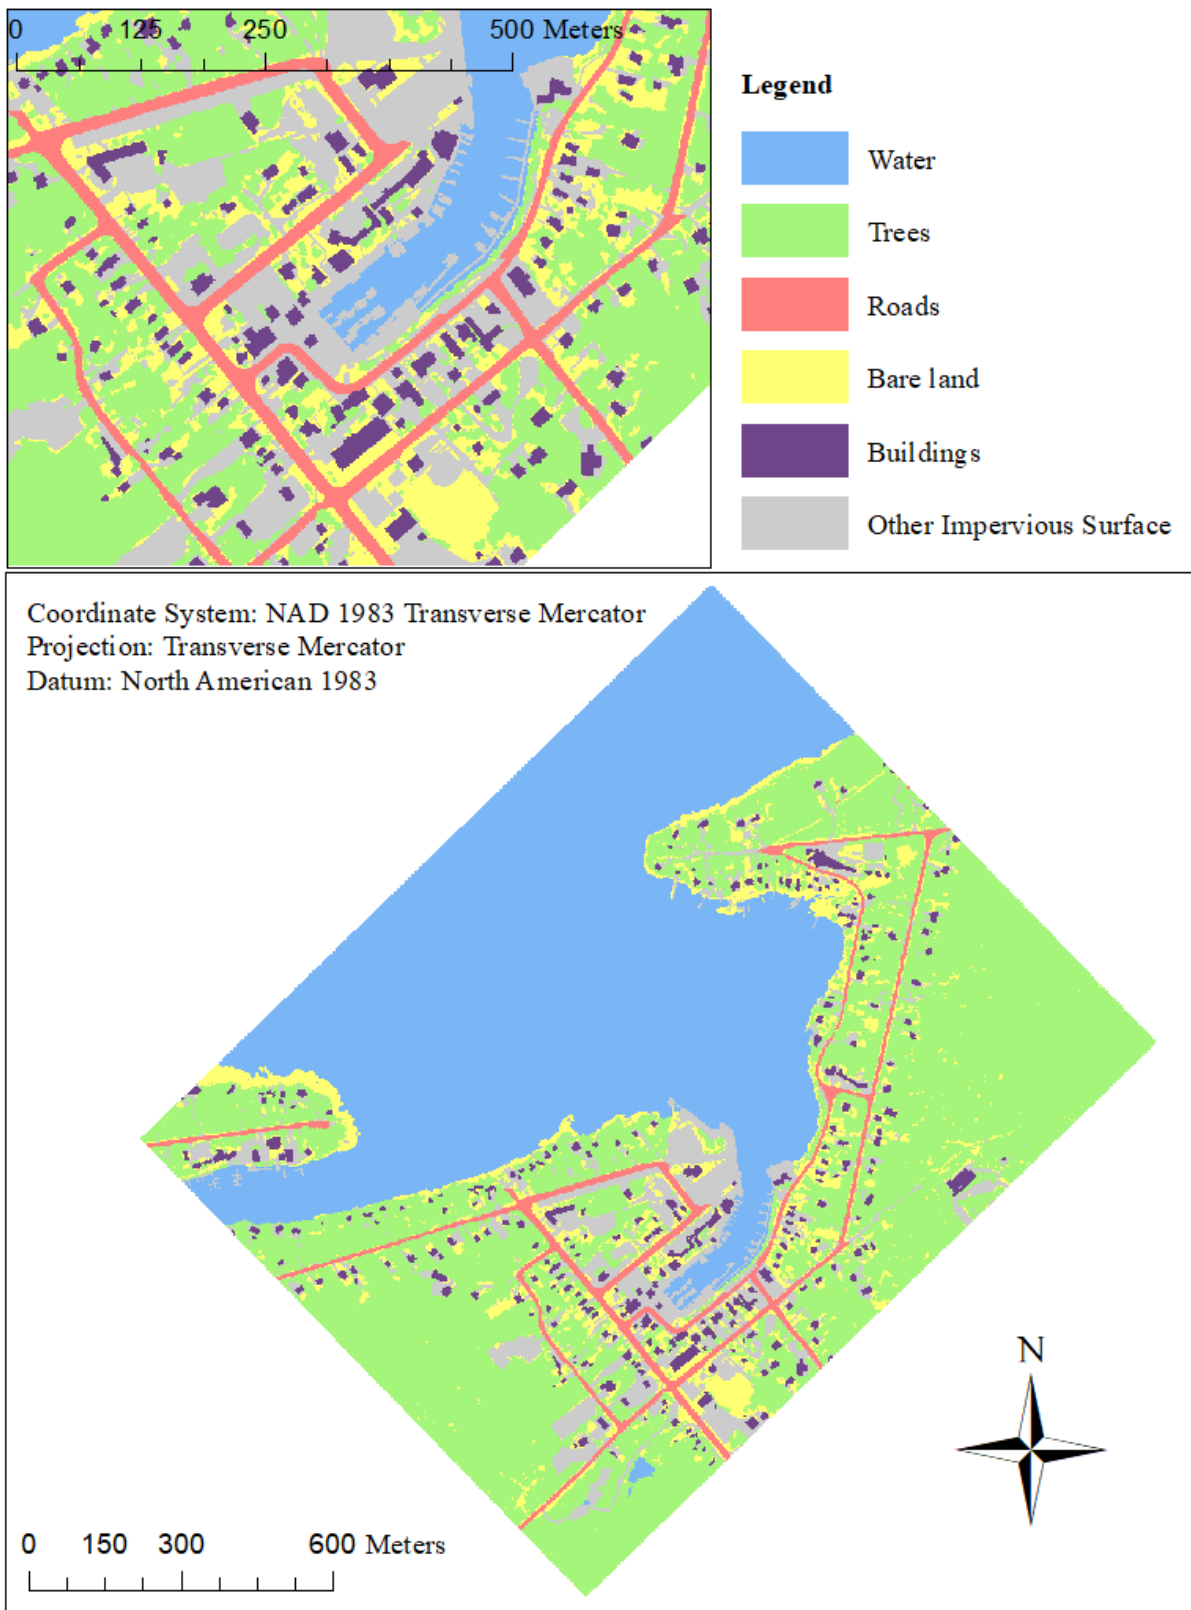 0 125 250 500 Meters
Legend
Water
Trees
Roads
Bare land
Buildings
Other Impervious Surface
Coordinate System: NAD 1983 Transverse Mercator
Projection: Transverse Mercator
Datum: North American 1983
N
0 150 300 600 Meters